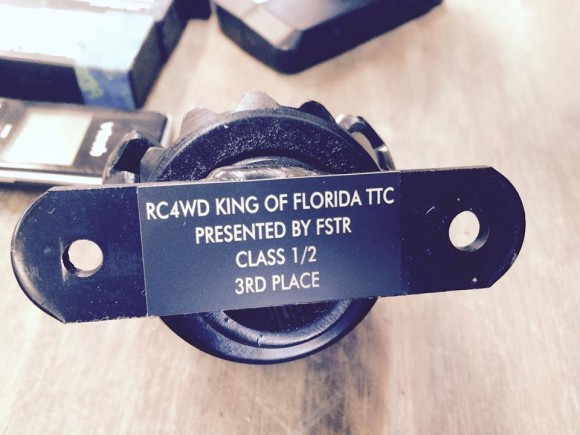 RC4WD KING OF FLORIDA TTC
PRESENTED BY FSTR
CLASS 1/2
3RD PLACE